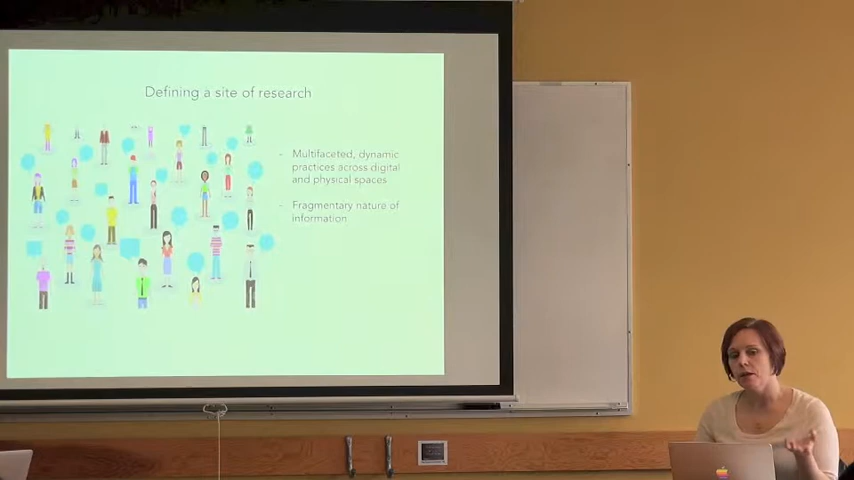 Defining a site of research
- Multifaceted, dynamic
practices across digital
and physical spaces
- Fragmentary nature of
information